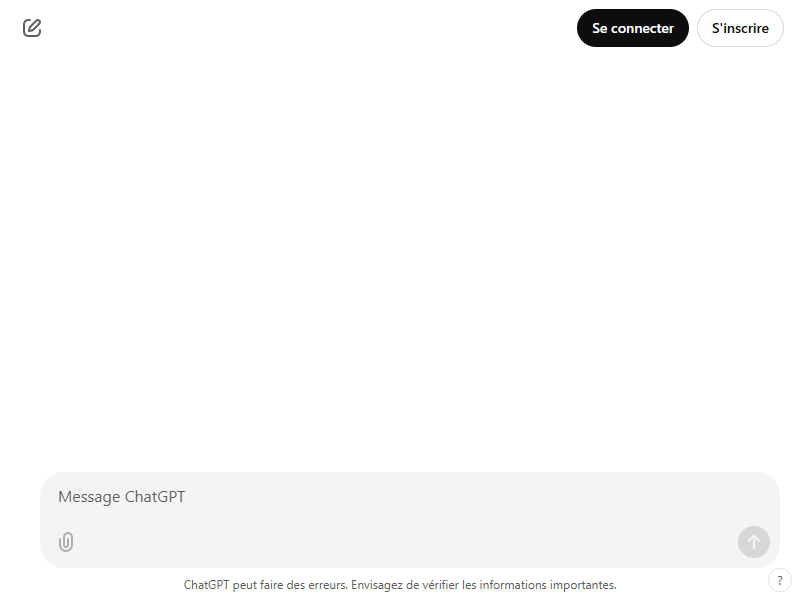 Se connecter
S'inscrire
Message ChatGPT
ChatGPT peut faire des erreurs. Envisagez de vérifier les informations importantes.
?